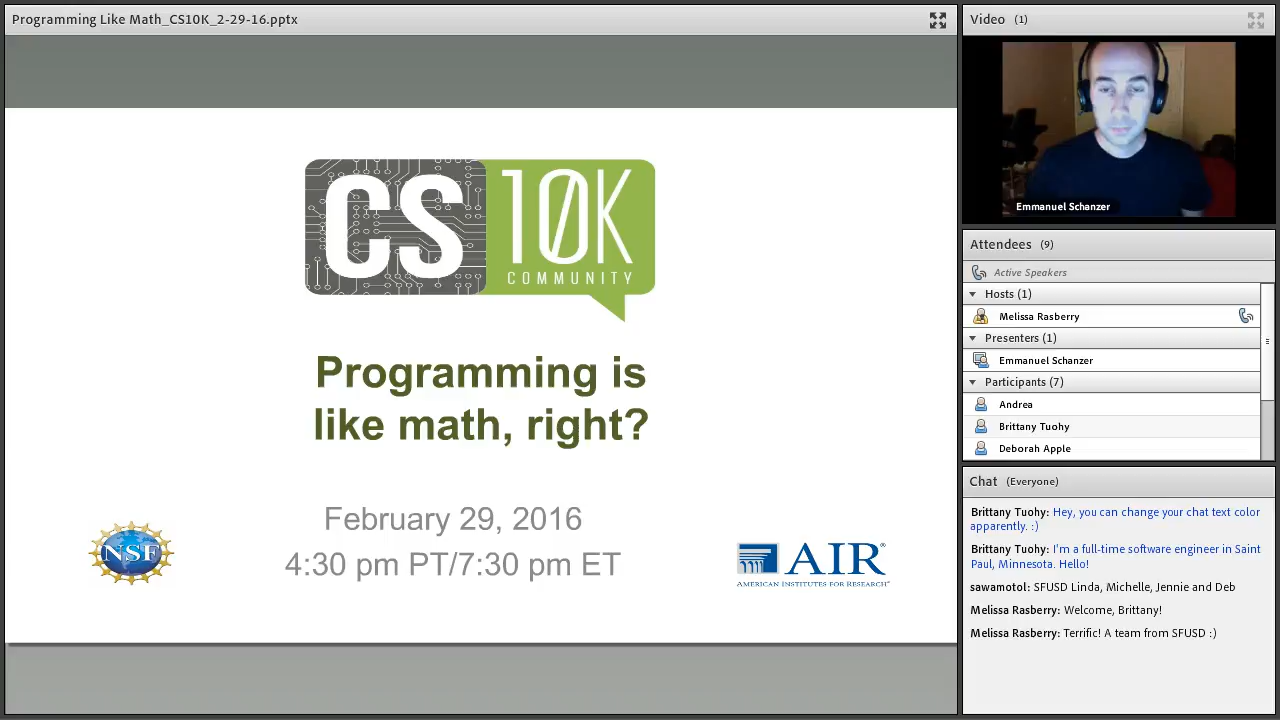 Programming Like Math_CS10K_2-29-16.pptx
CS 10K
COMMUNITY
Programming is
like math, right?
February 29, 2016
4:30 pm PT/7:30 pm ET
NSF
AIR®
AMERICAN INSTITUTES FOR RESEARCH®
Video (1)
Emmanuel Schanzer
Attendees (9)
Active Speakers
Hosts (1)
Melissa Rasberry
Presenters (1)
Emmanuel Schanzer
Participants (7)
Andrea
Brittany Tuohy
Deborah Apple
Chat (Everyone)
Brittany Tuohy: Hey, you can change your chat text color
apparently. :)
Brittany Tuohy: I'm a full-time software engineer in Saint
Paul, Minnesota. Hello!
sawamotol: SFUSD Linda, Michelle, Jennie and Deb
Melissa Rasberry: Welcome, Brittany!
Melissa Rasberry: Terrific! A team from SFUSD :)